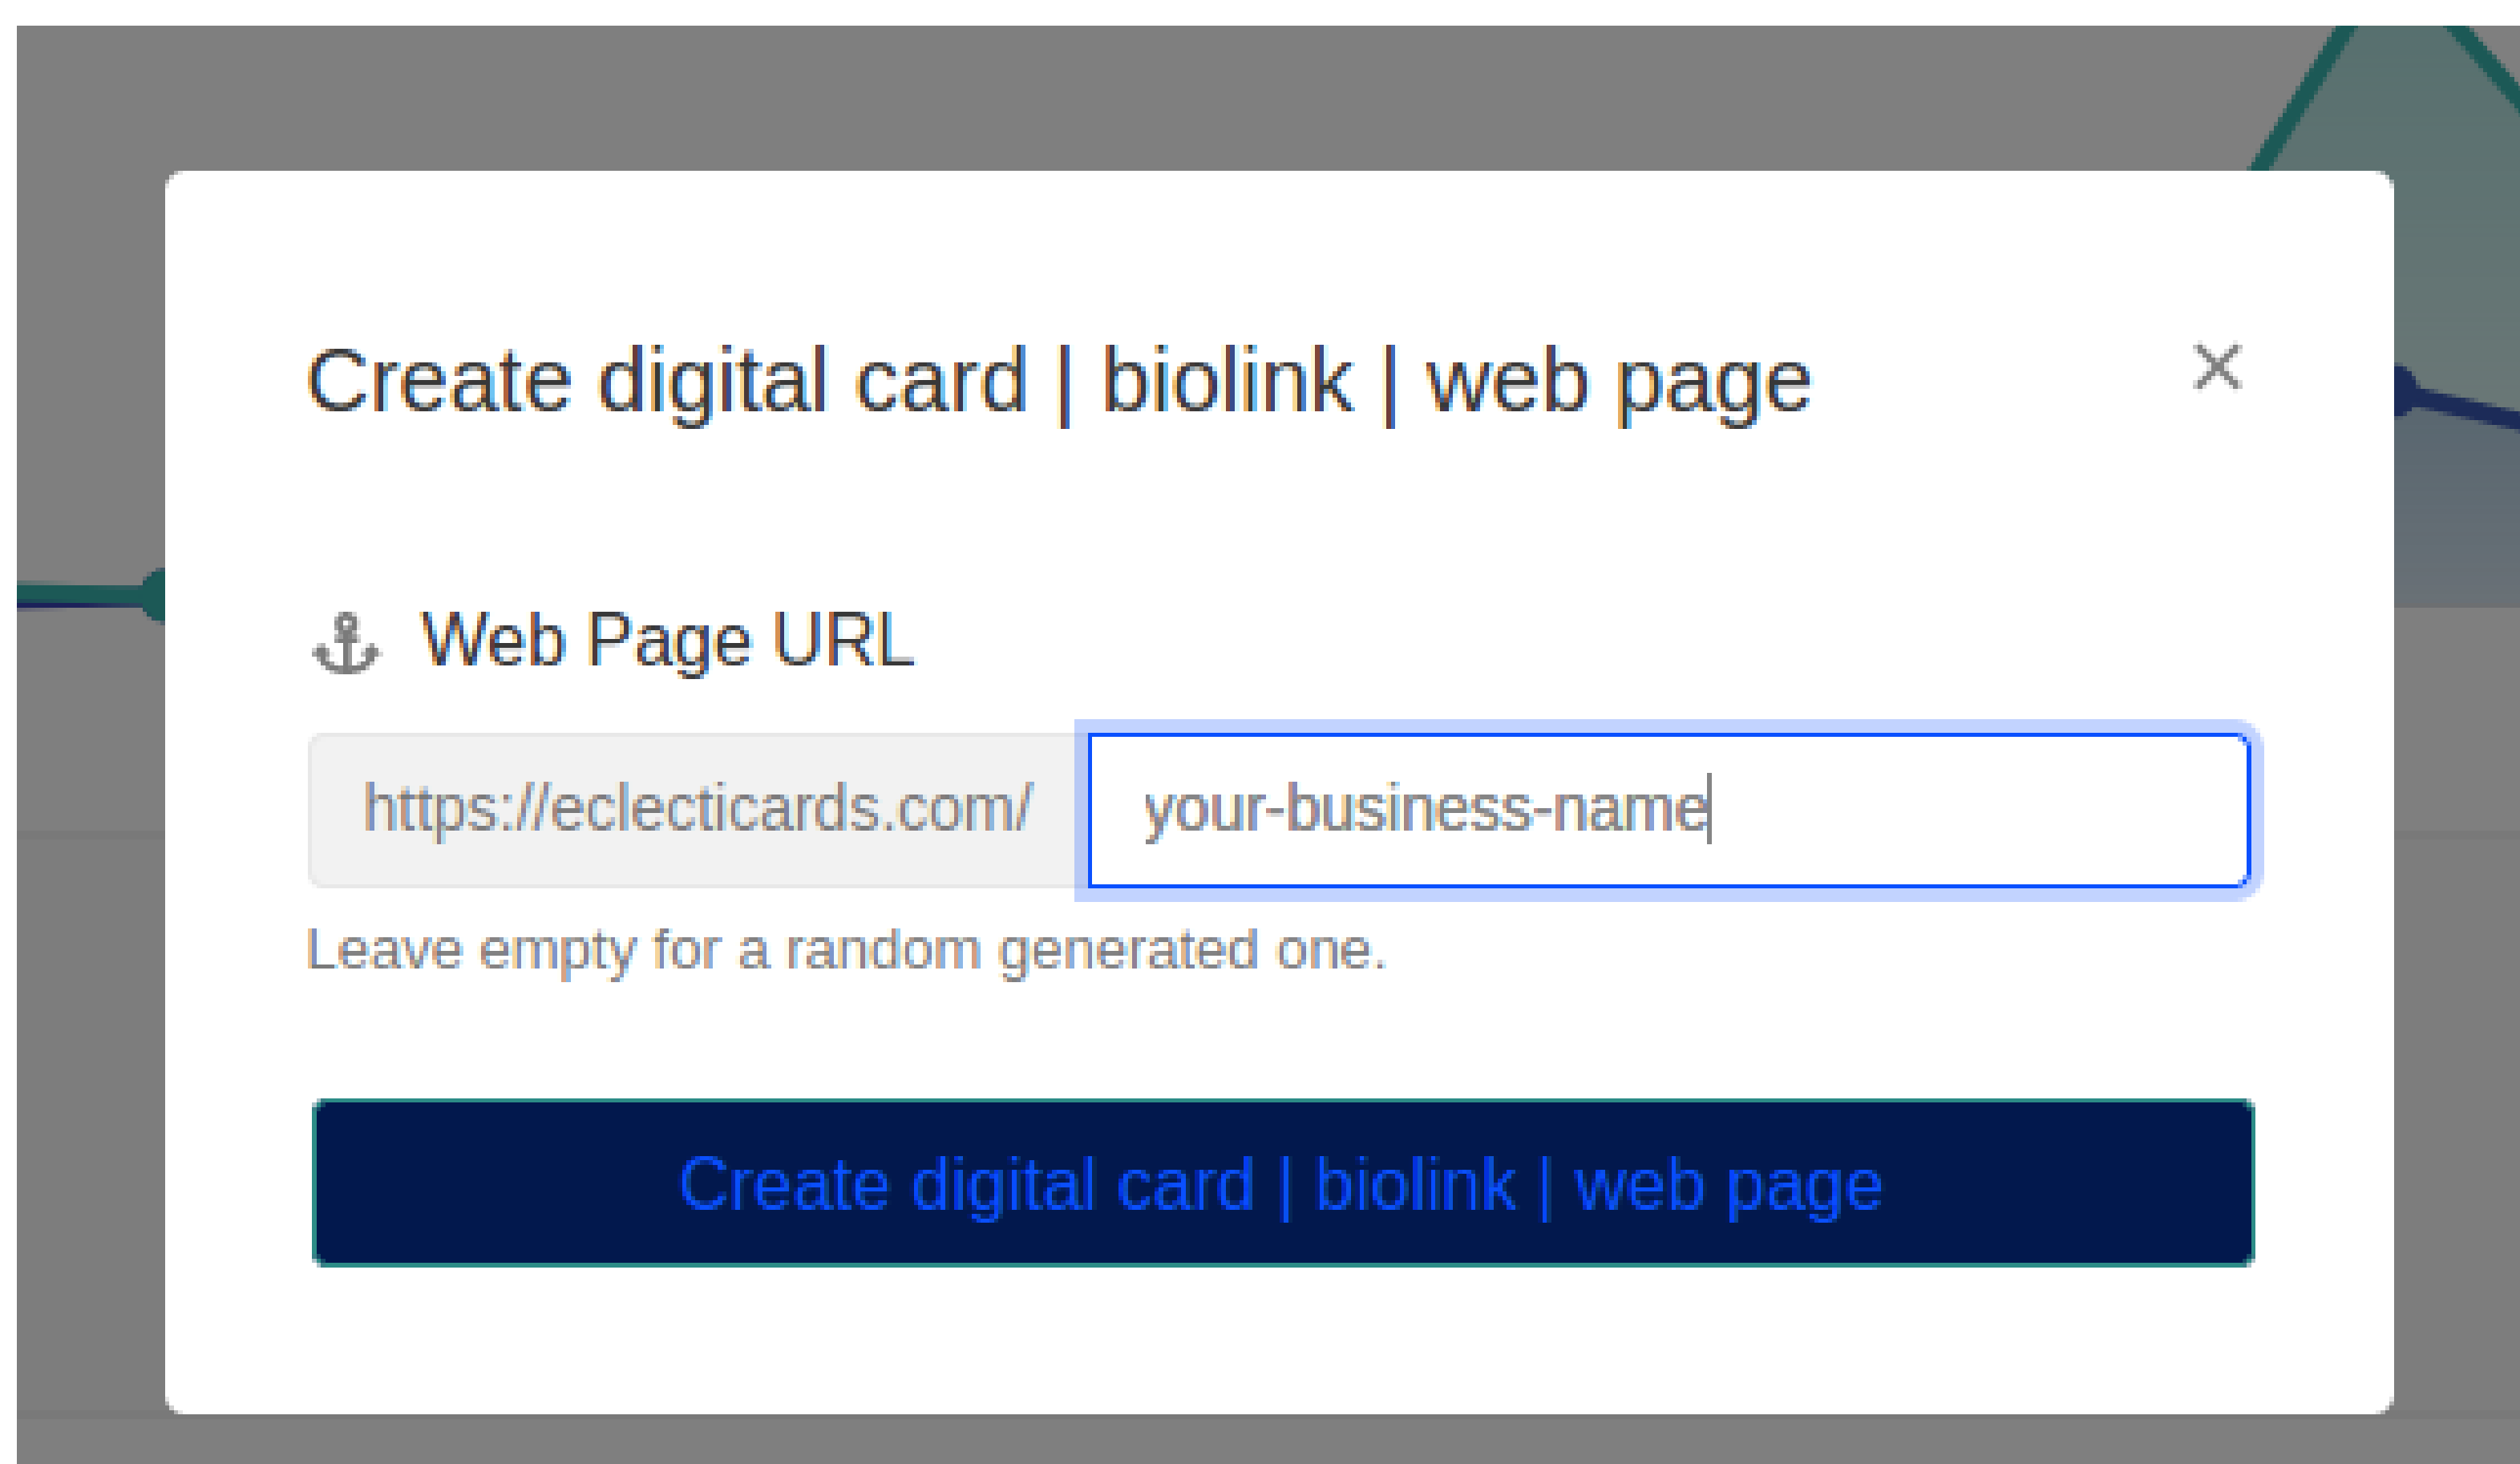 Create digital card | biolink | web page
Web Page URL
https://eclecticards.com/ your-business-name
Leave empty for a random generated one.
Create digital card | biolink | web page